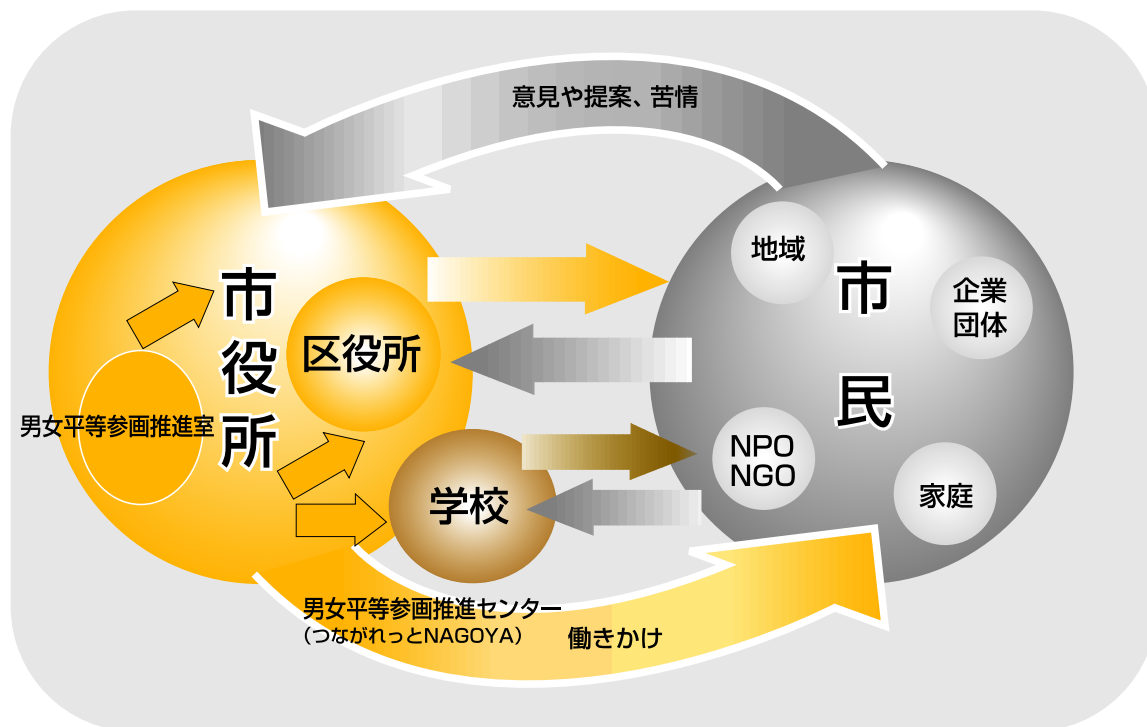 意見や提案、苦情
市役所
区役所
男女平等参画推進室
学校
市民
地域
企業
団体
NPO
NGO
家庭
男女平等参画推進センター
（つながれっとNAGOYA）
働きかけ